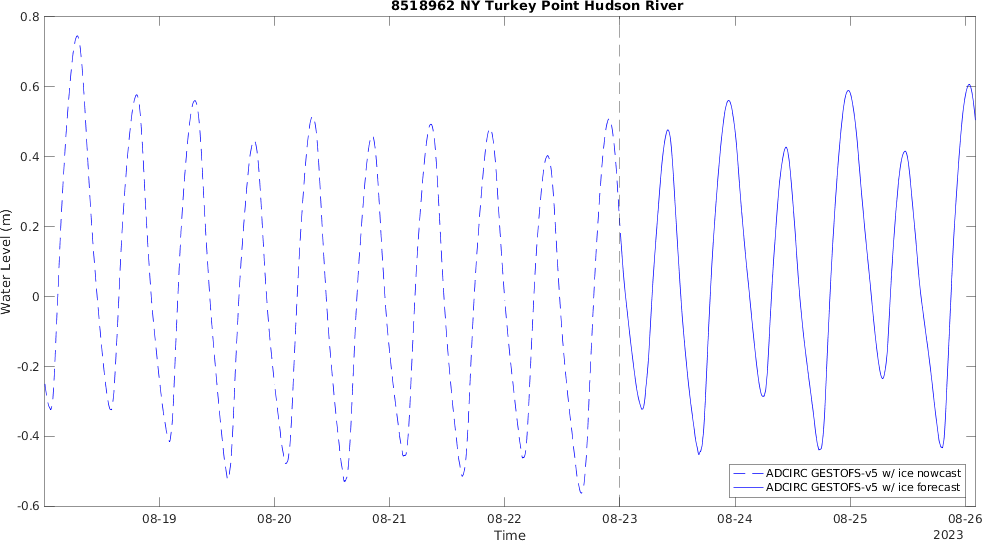 8518962 NY Turkey Point Hudson River
0.8
0.6
0.4
0.2
0
-0.2
-0.4
-0.6
Water Level (m)
ADCIRC GESTOFS-v5 w/ ice nowcast
ADCIRC GESTOFS-v5 w/ ice forecast
08-19 08-20 08-21 08-22 08-23 08-24 08-25 08-26
Time
2023